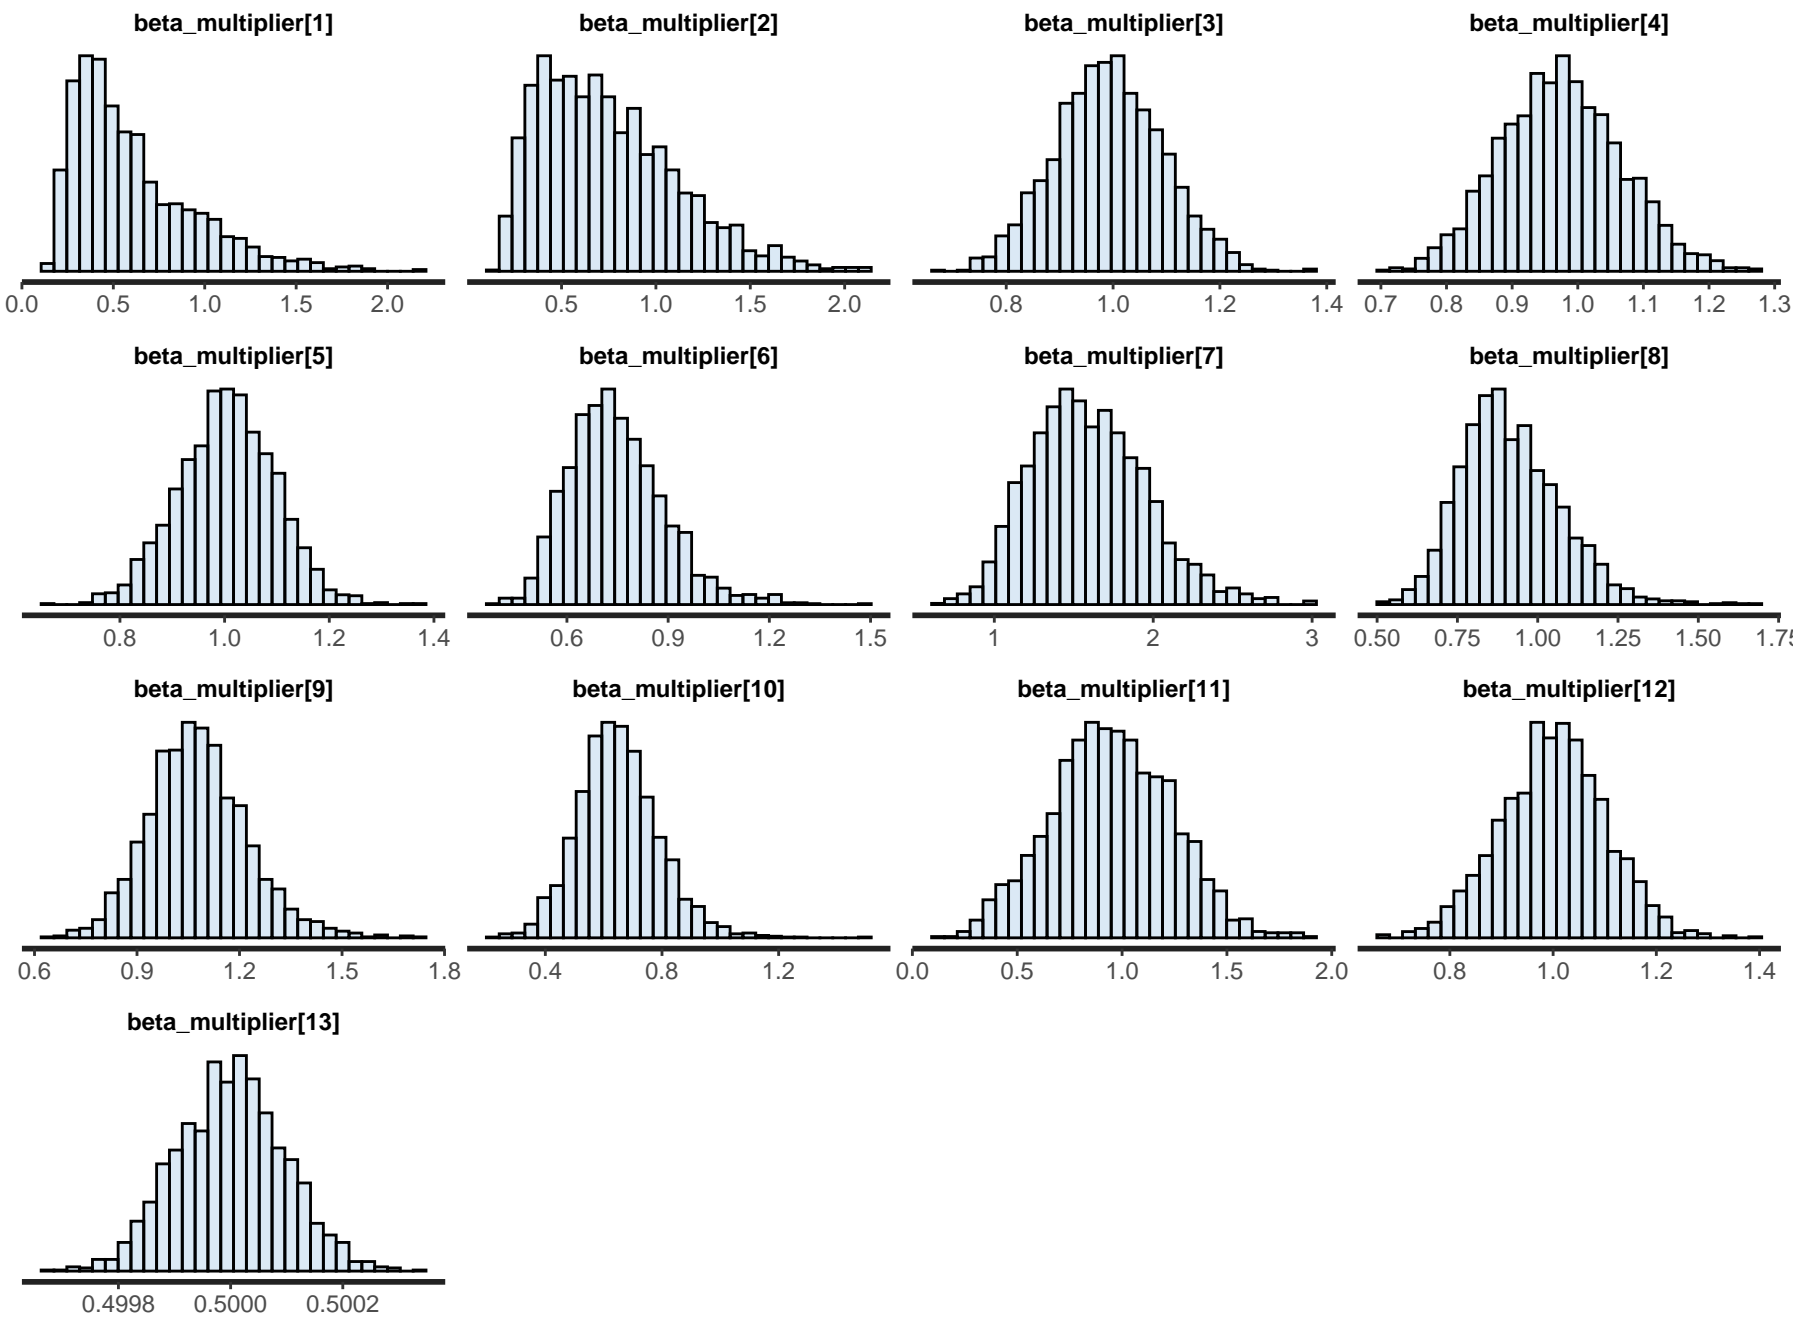 beta_multiplier[1] beta_multiplier[2] beta_multiplier[3] beta_multiplier[4]
0.0 0.5 1.0 1.5 2.0 0.5 1.0 1.5 2.0 0.8 1.0 1.2 1.4 0.7 0.8 0.9 1.0 1.1 1.2 1.3
beta_multiplier[5] beta_multiplier[6] beta_multiplier[7] beta_multiplier[8]
0.8 1.0 1.2 1.4 0.6 0.9 1.2 1.5 1 2 3 0.50 0.75 1.00 1.25 1.50 1.75
beta_multiplier[9] beta_multiplier[10] beta_multiplier[11] beta_multiplier[12]
0.6 0.9 1.2 1.5 1.8 0.4 0.8 1.2 0.0 0.5 1.0 1.5 2.0 0.8 1.0 1.2 1.4
beta_multiplier[13]
0.4998 0.5000 0.5002